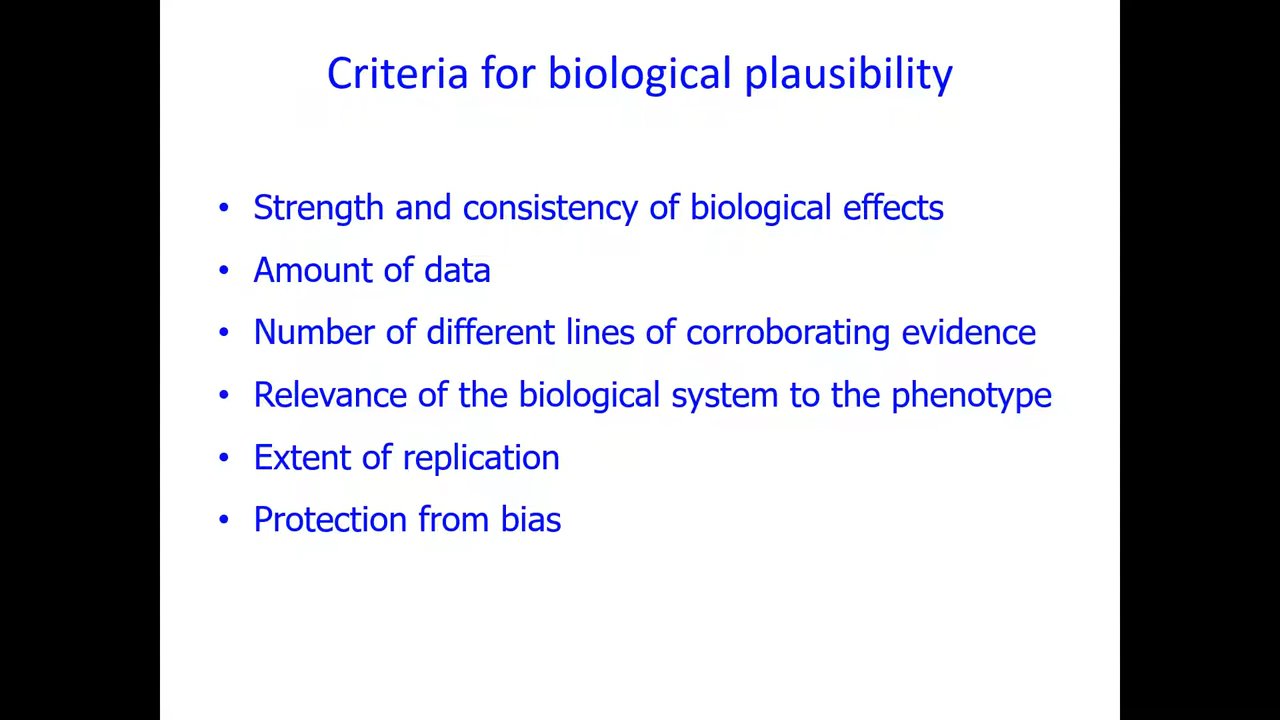 Criteria for biological plausibility
• Strength and consistency of biological effects
• Amount of data
• Number of different lines of corroborating evidence
• Relevance of the biological system to the phenotype
• Extent of replication
• Protection from bias